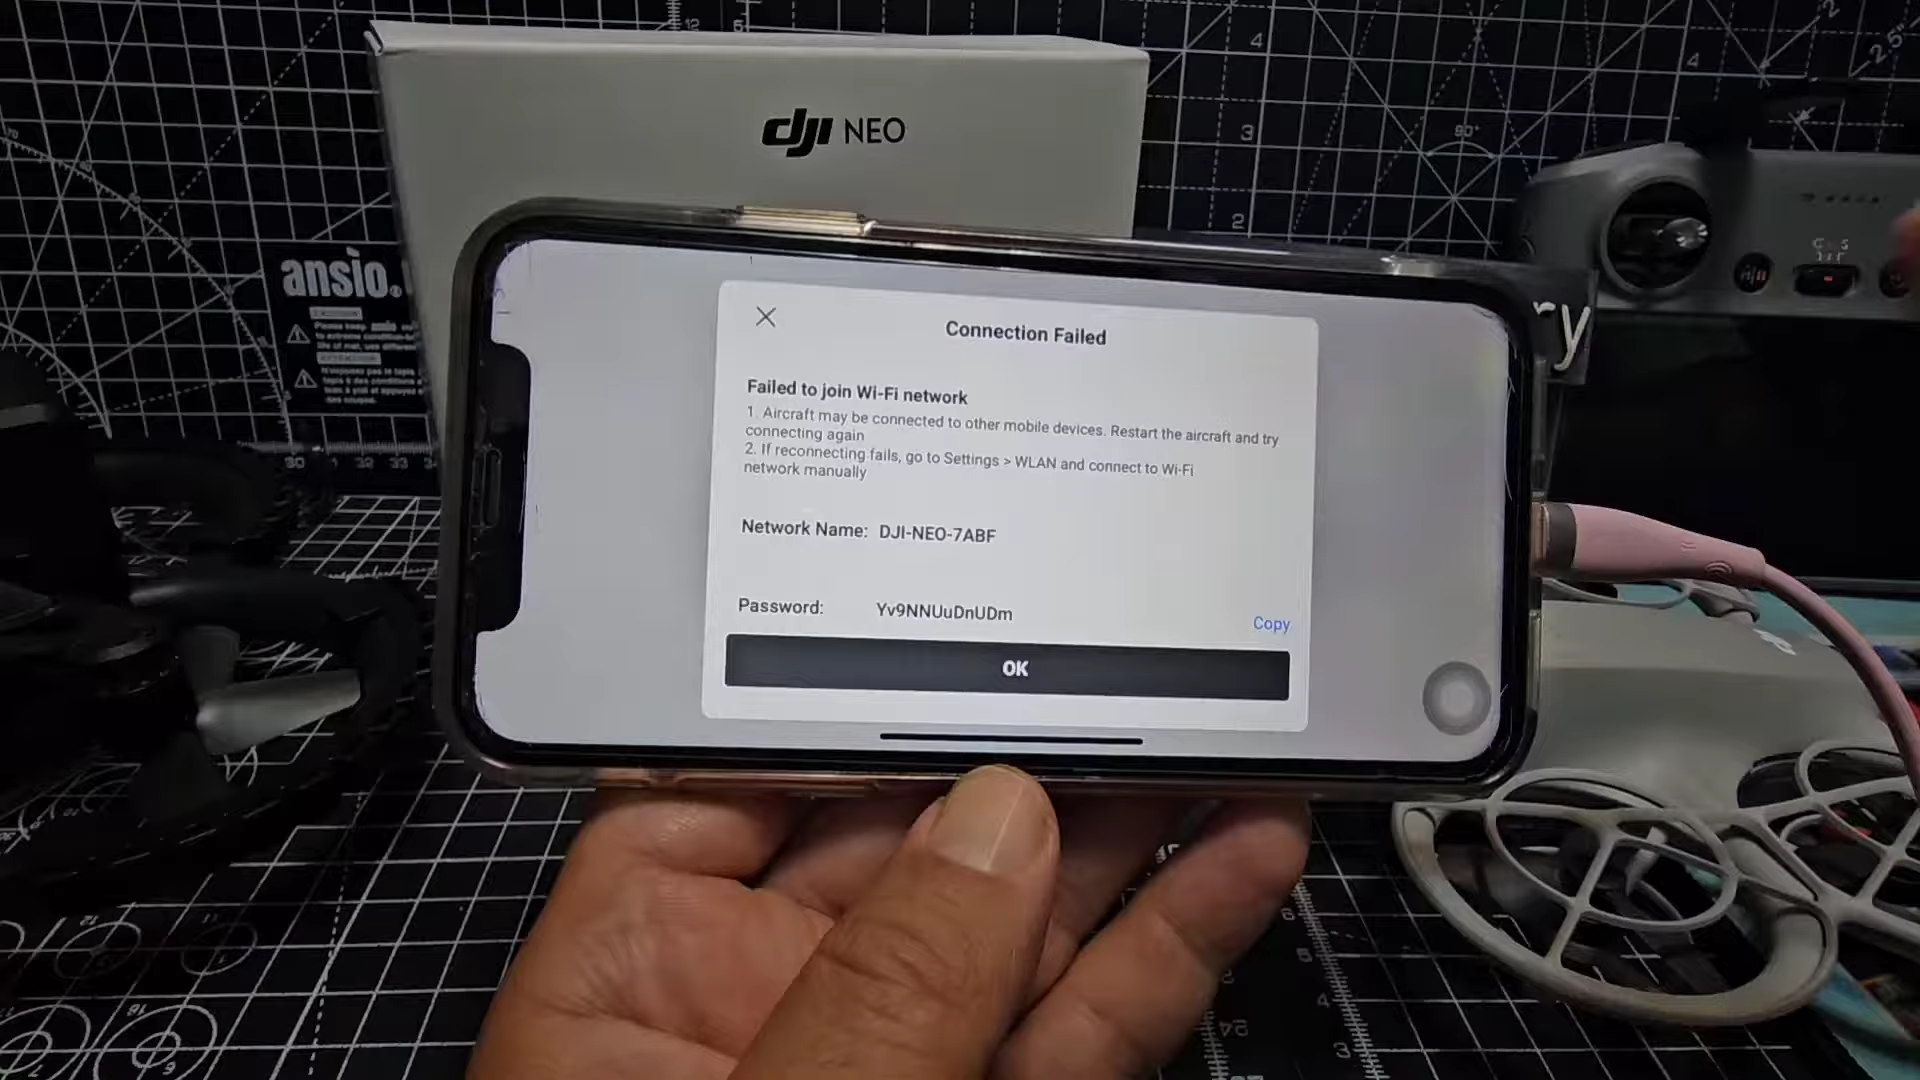 dji NEO
ansio
Connection Failed
Failed to join Wi-Fi network
1. Aircraft may be connected to other mobile devices. Restart the aircraft and try
connecting again
2. If reconnecting fails, go to Settings > WLAN and connect to Wi-Fi
network manually
Network Name: DJI-NEO-7ABF
Password: Yv9NNUuDnUDm
Copy
OK
ry